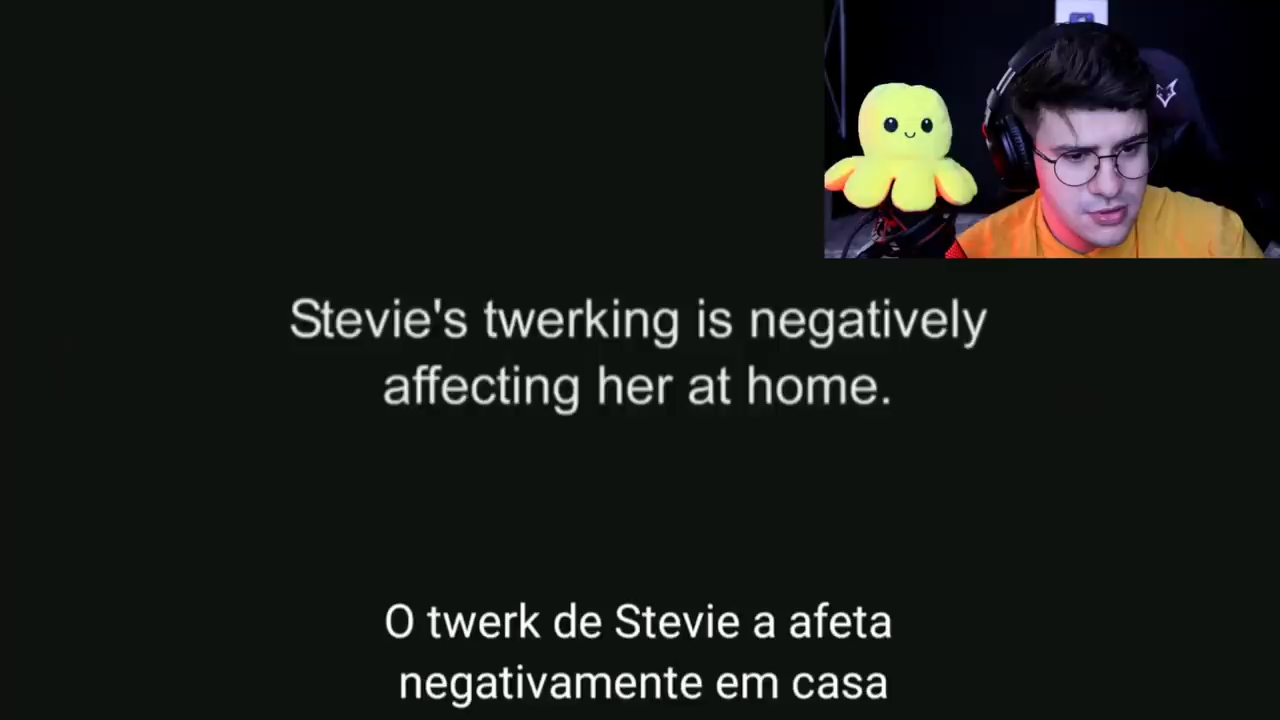 Stevie's twerking is negatively
affecting her at home.
O twerk de Stevie a afeta
negativamente em casa